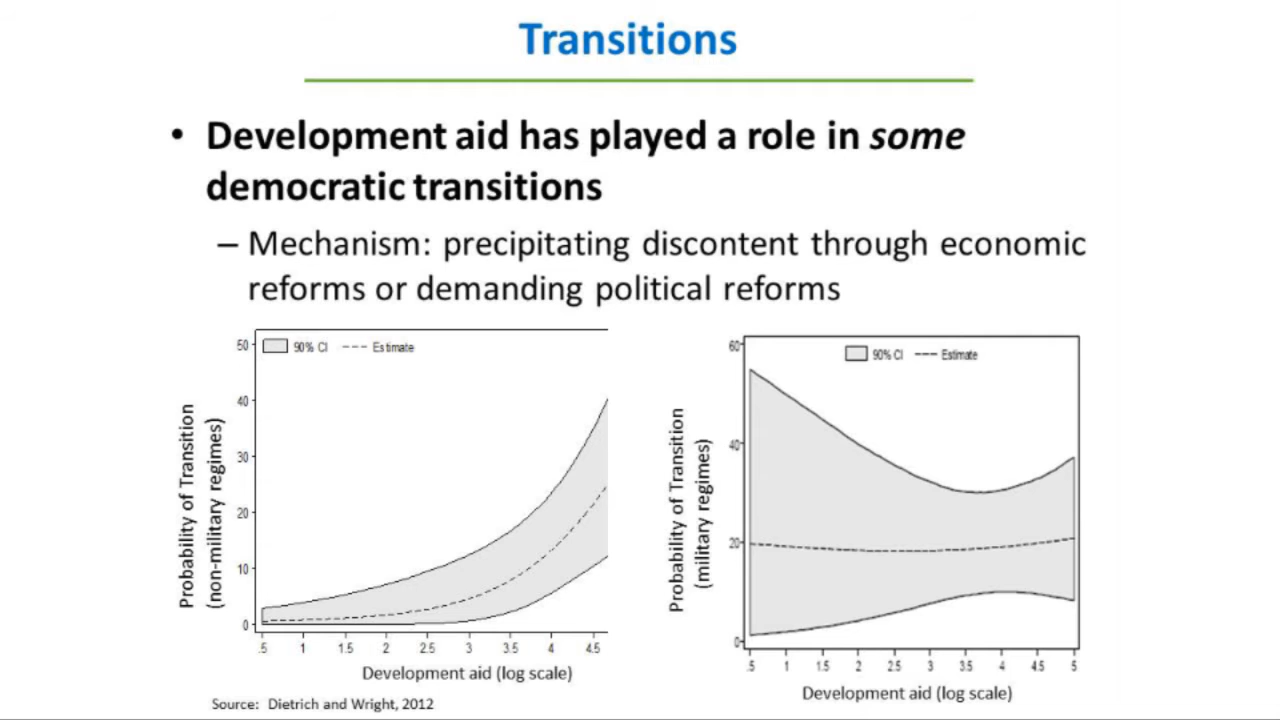 Transitions
• Development aid has played a role in some
democratic transitions
– Mechanism: precipitating discontent through economic
reforms or demanding political reforms
Probability of Transition
(non-military regimes)
90% CI
Estimate
50
40
30
20
10
0
.5 1 1.5 2 2.5 3 3.5 4 4.5
Development aid (log scale)
Probability of Transition
(military regimes)
90% CI
Estimate
60
40
20
0
.5 1 1.5 2 2.5 3 3.5 4 4.5 5
Development aid (log scale)
Source: Dietrich and Wright, 2012